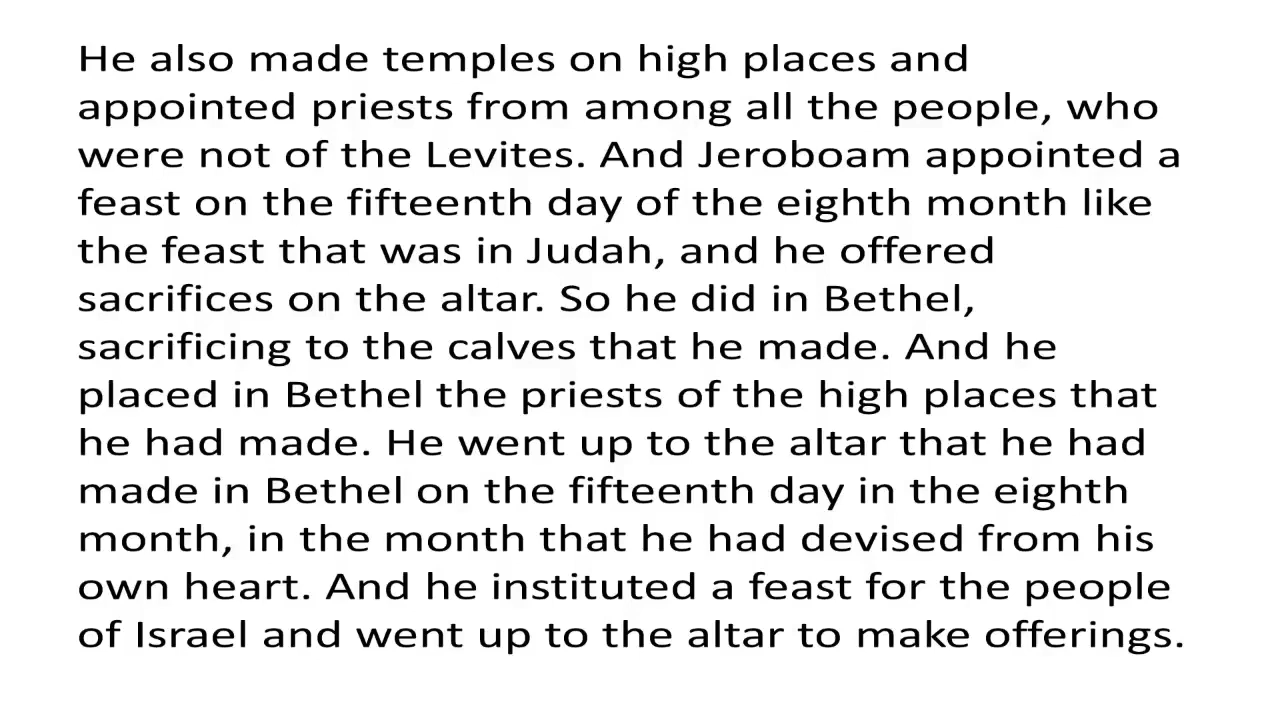 He also made temples on high places and
appointed priests from among all the people, who
were not of the Levites. And Jeroboam appointed a
feast on the fifteenth day of the eighth month like
the feast that was in Judah, and he offered
sacrifices on the altar. So he did in Bethel,
sacrificing to the calves that he made. And he
placed in Bethel the priests of the high places that
he had made. He went up to the altar that he had
made in Bethel on the fifteenth day in the eighth
month, in the month that he had devised from his
own heart. And he instituted a feast for the people
of Israel and went up to the altar to make offerings.